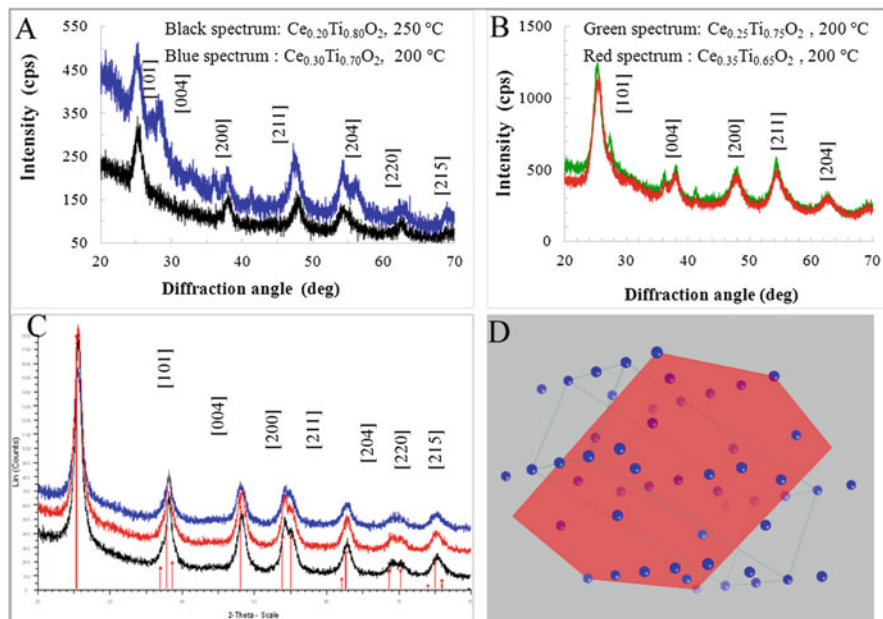 A
Black spectrum: Ce0.20Ti0.80O2, 250 °C
Blue spectrum : Ce0.30Ti0.70O2, 200 °C
Intensity (cps)
550
450
350
250
150
50
[101]
[004]
[200]
[211]
[204]
[220]
[215]
20 30 40 50 60 70
Diffraction angle (deg)
B
Green spectrum: Ce0.25Ti0.75O2 , 200 °C
Red spectrum : Ce0.35Ti0.65O2 , 200 °C
Intensity (cps)
1500
1000
500
0
[101]
[004]
[200]
[211]
[204]
20 30 40 50 60 70
Diffraction angle (deg)
C
Lin (Counts)
[101]
[004]
[200]
[211]
[204]
[220]
[215]
2-Theta - Scale
D